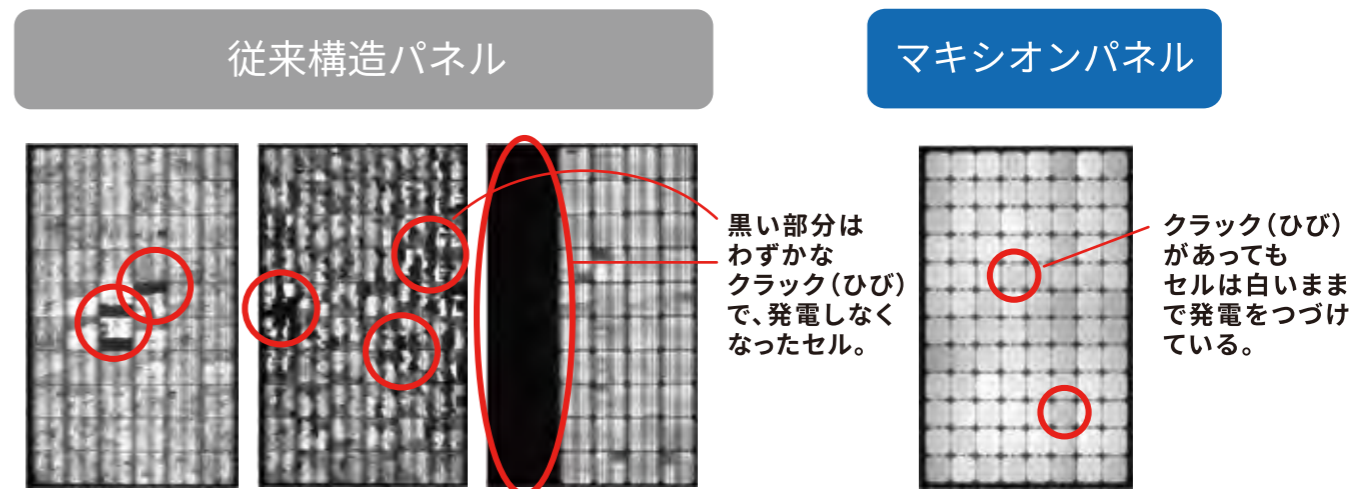 従来構造パネル
マキシオンパネル
黒い部分は
わずかな
クラック(ひび)
で、発電しなく
なったセル。
クラック(ひび)
があっても
セルは白いまま
で発電をつづけ
ている。